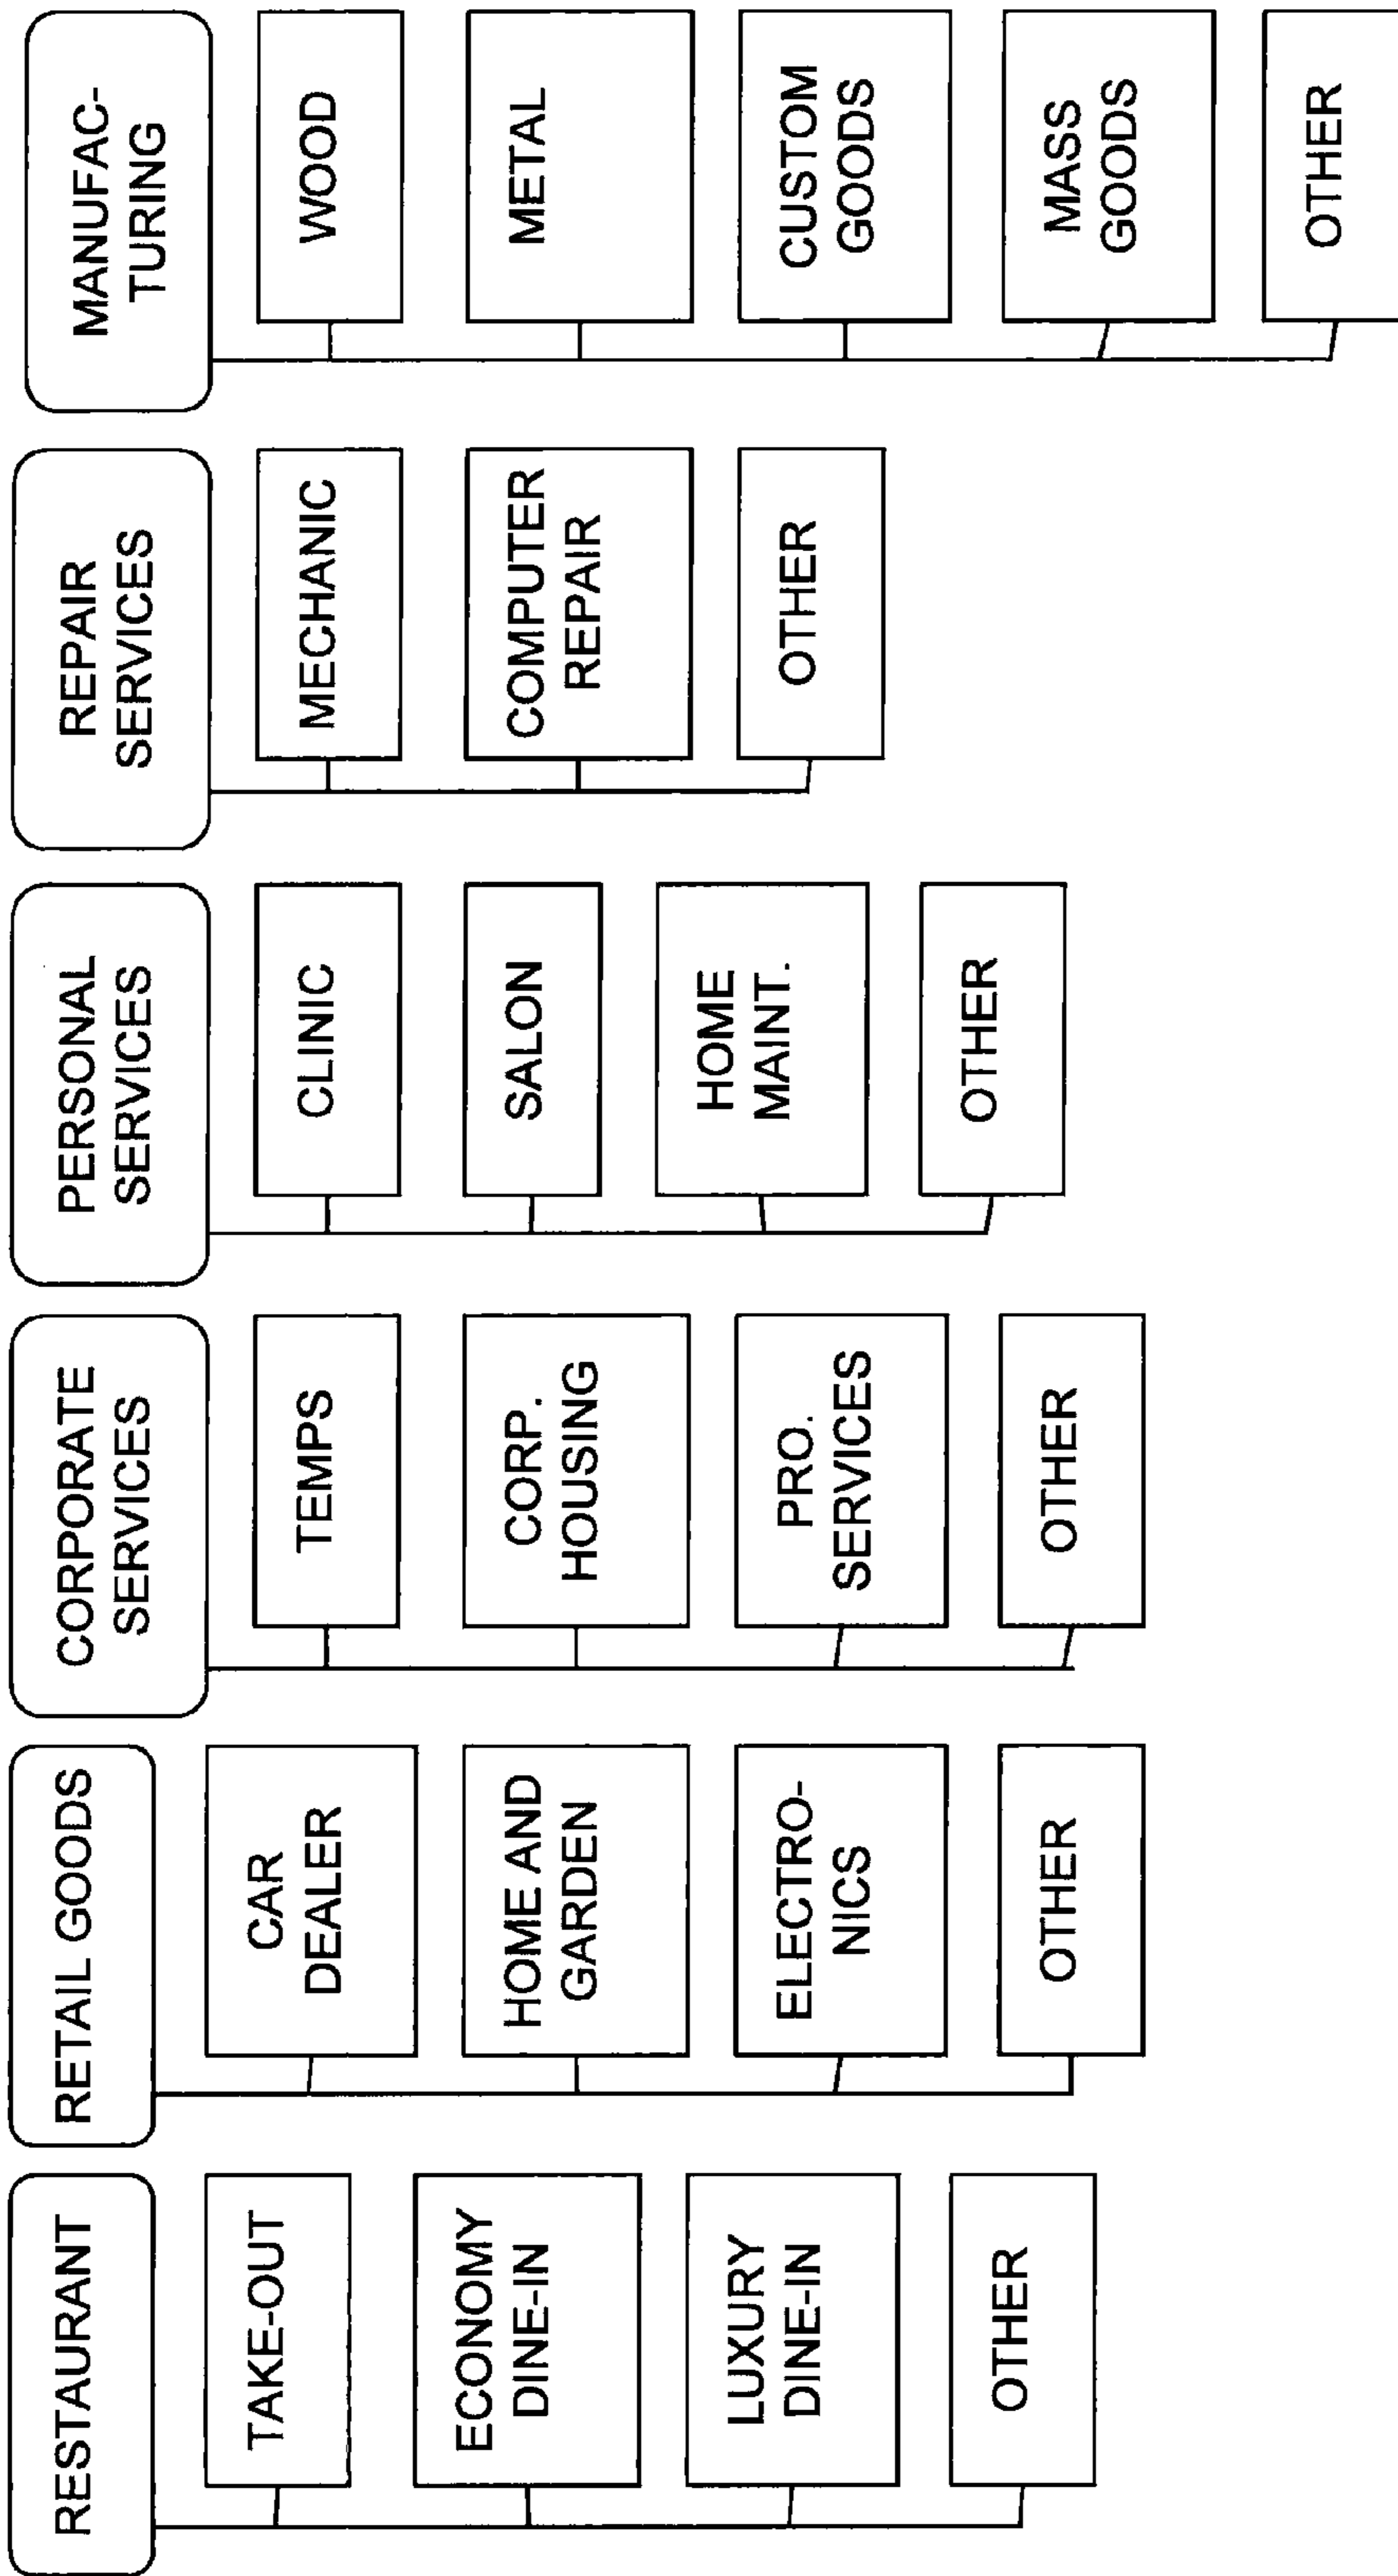 RESTAURANT
TAKE-OUT
ECONOMY
DINE-IN
LUXURY
DINE-IN
OTHER
RETAIL GOODS
CAR
DEALER
HOME AND
GARDEN
ELECTRO-
NICS
OTHER
CORPORATE
SERVICES
TEMPS
CORP.
HOUSING
PRO.
SERVICES
OTHER
PERSONAL
SERVICES
CLINIC
SALON
HOME
MAINT.
OTHER
REPAIR
SERVICES
MECHANIC
COMPUTER
REPAIR
OTHER
MANUFAC-
TURING
WOOD
METAL
CUSTOM
GOODS
MASS
GOODS
OTHER